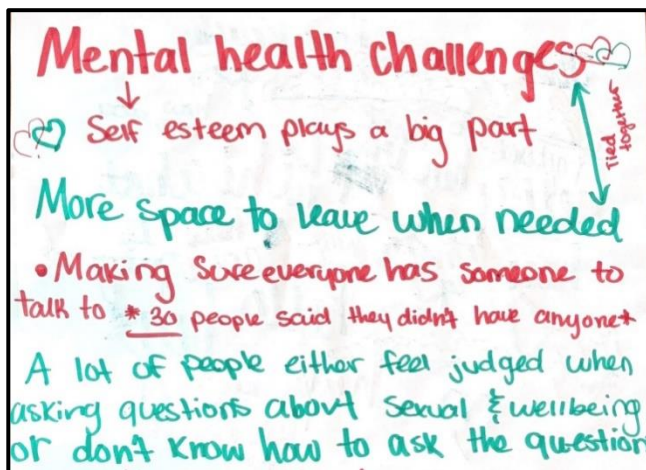 Mental health challenges
Self esteem plays a big part
Tied together
More space to leave when needed
• Making sure everyone has someone to
talk to * 30 people said they didn't have anyone*
A lot of people either feel judged when
asking questions about sexual & wellbeing
or don't know how to ask the question